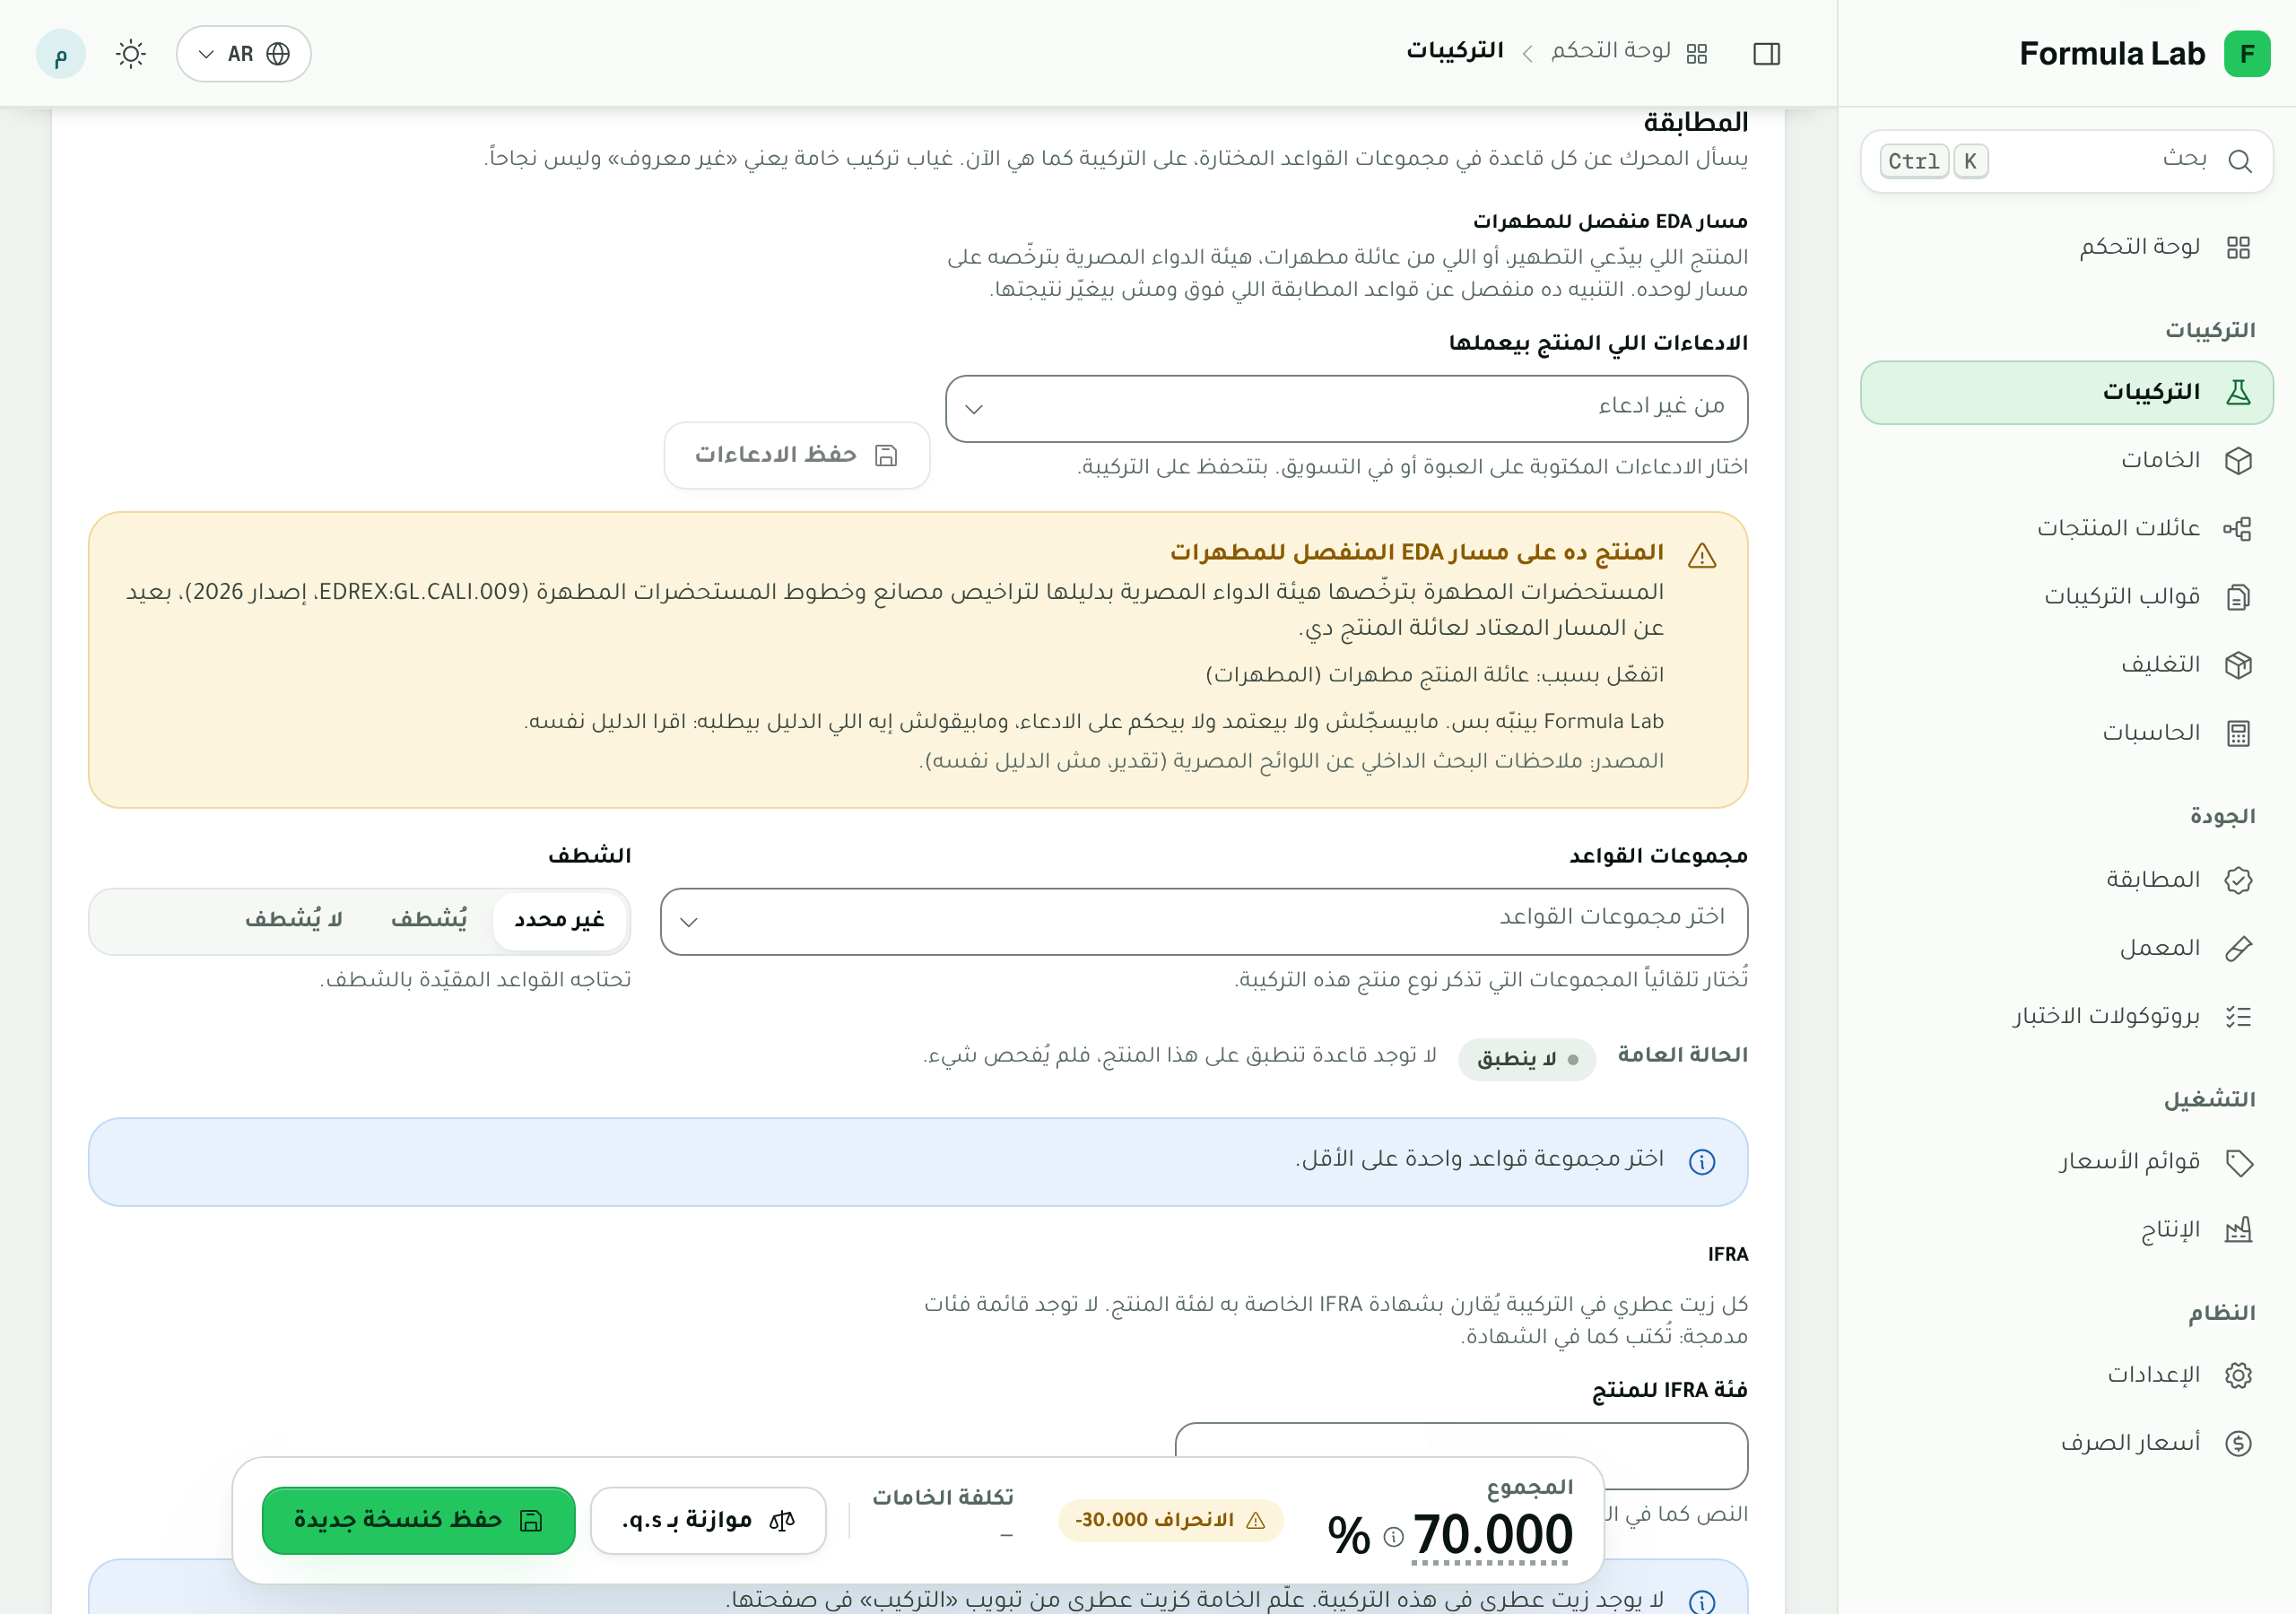 Formula Lab
F
بحث
Ctrl K
لوحة التحكم
التركيبات
التركيبات
الخامات
عائلات المنتجات
قوالب التركيبات
التغليف
الحاسبات
الجودة
المطابقة
المعمل
بروتوكولات الاختبار
التشغيل
قوائم الأسعار
الإنتاج
النظام
الإعدادات
أسعار الصرف
لوحة التحكم
التركيبات
AR
م
المطابقة
يسأل المحرك عن كل قاعدة في مجموعات القواعد المختارة، على التركيبة كما هي الآن. غياب تركيب خامة يعني «غير معروف» وليس نجاحاً.
مسار EDA منفصل للمطهرات
المنتج اللي بيدّعي التطهير، أو اللي من عائلة مطهرات، هيئة الدواء المصرية بترخّصه على
مسار لوحده. التنبيه ده منفصل عن قواعد المطابقة اللي فوق ومش بيغيّر نتيجتها.
الادعاءات اللي المنتج بيعملها
من غير ادعاء
حفظ الادعاءات
اختار الادعاءات المكتوبة على العبوة أو في التسويق. بتتحفظ على التركيبة.
المنتج ده على مسار EDA المنفصل للمطهرات
المستحضرات المطهرة بترخّصها هيئة الدواء المصرية بدليلها لتراخيص مصانع وخطوط المستحضرات المطهرة (EDREX:GL.CALI.009، إصدار 2026)، بعيد
عن المسار المعتاد لعائلة المنتج دي.
اتفعّل بسبب: عائلة المنتج مطهرات (المطهرات)
Formula Lab بينبّه بس. مابيسجّلش ولا بيعتمد ولا بيحكم على الادعاء، ومابيقولش إيه اللي الدليل بيطلبه: اقرا الدليل نفسه.
المصدر: ملاحظات البحث الداخلي عن اللوائح المصرية (تقدير، مش الدليل نفسه).
مجموعات القواعد
اختر مجموعات القواعد
تُختار تلقائياً المجموعات التي تذكر نوع منتج هذه التركيبة.
الشطف
غير محدد
يُشطف
لا يُشطف
تحتاجه القواعد المقيّدة بالشطف.
الحالة العامة
لا ينطبق
لا توجد قاعدة تنطبق على هذا المنتج، فلم يُفحص شيء.
اختر مجموعة قواعد واحدة على الأقل.
IFRA
كل زيت عطري في التركيبة يُقارن بشهادة IFRA الخاصة به لفئة المنتج. لا توجد قائمة فئات
مدمجة: تُكتب كما في الشهادة.
فئة IFRA للمنتج
النص كما في
المجموع
70.000 %
الانحراف 30.000-
تكلفة الخامات
–
موازنة بـ q.s.
حفظ كنسخة جديدة
لا يوجد زيت عطري في هذه التركيبة. علّم الخامة كزيت عطري من تبويب «التركيب» في صفحتها.